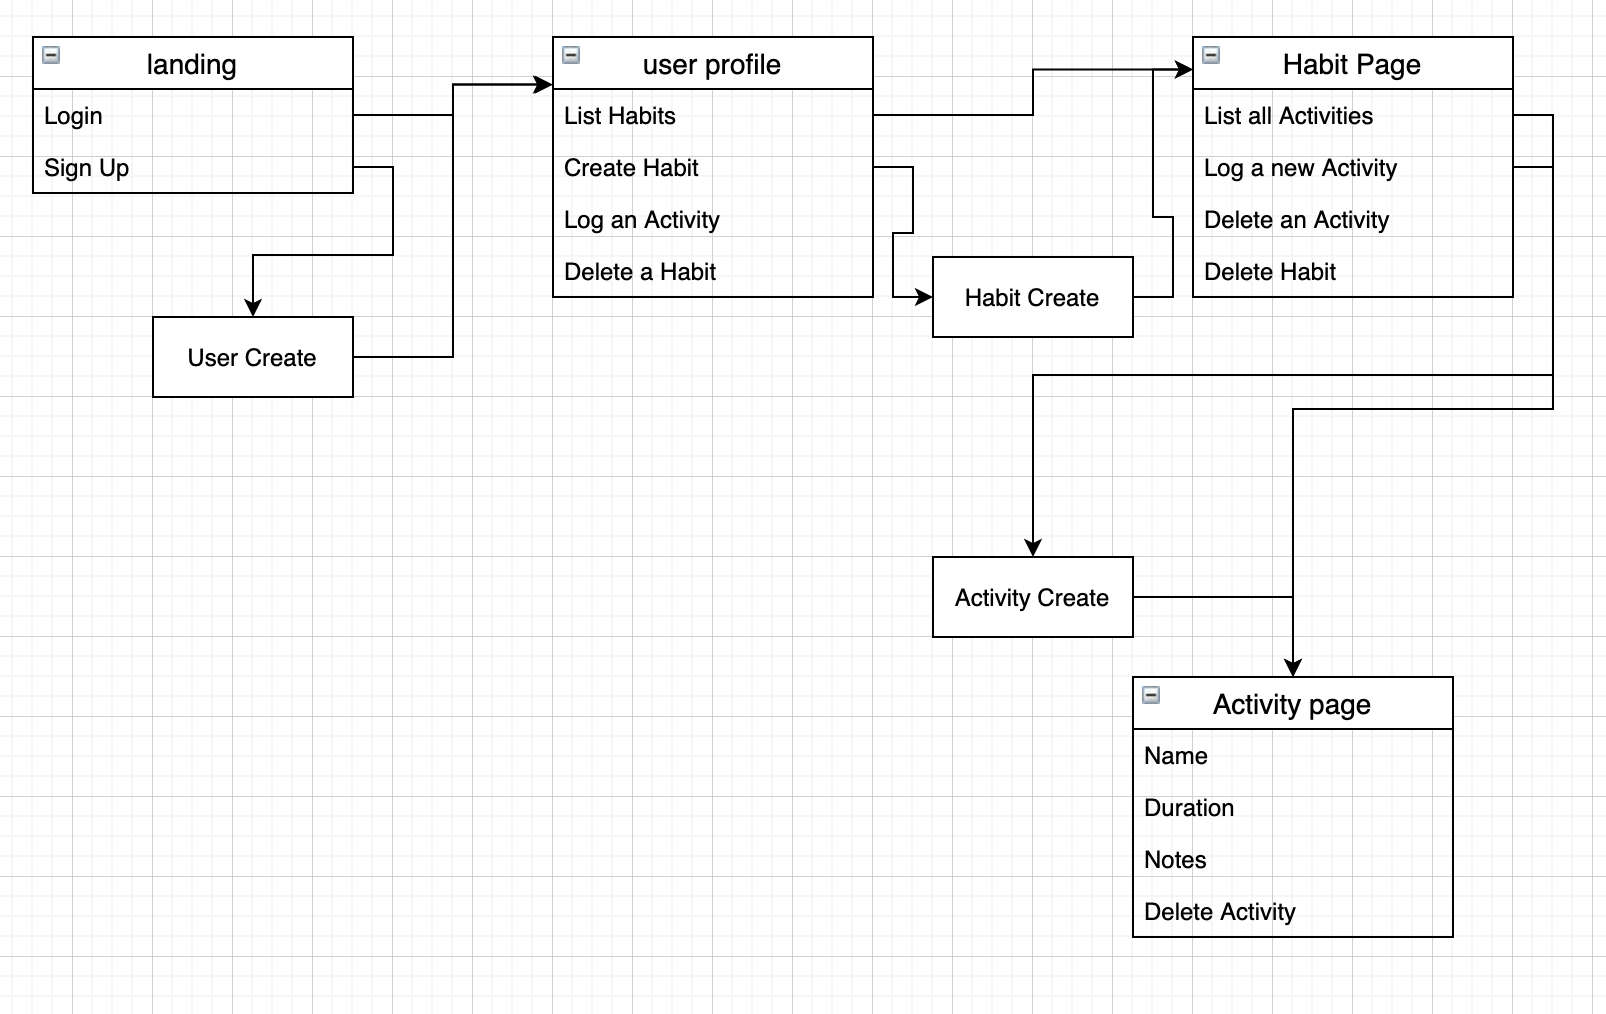 landing
Login
Sign Up
User Create
user profile
List Habits
Create Habit
Log an Activity
Delete a Habit
Habit Create
Habit Page
List all Activities
Log a new Activity
Delete an Activity
Delete Habit
Activity Create
Activity page
Name
Duration
Notes
Delete Activity